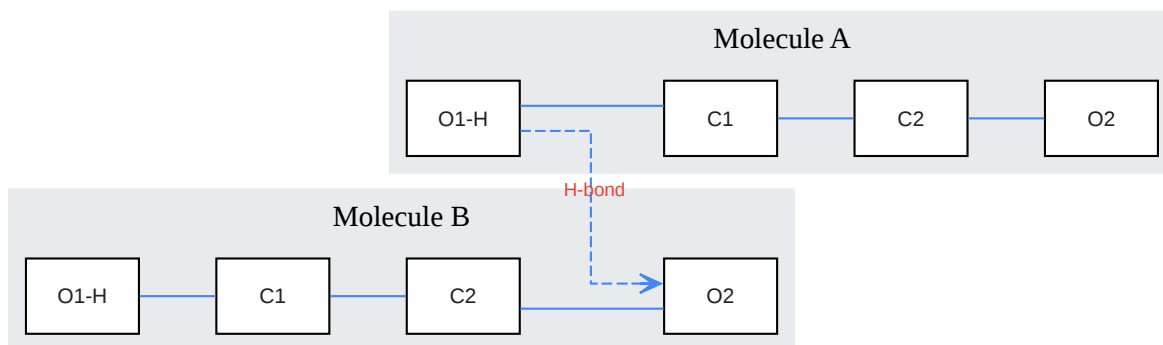 Molecule A
O1-H
C1
C2
O2
H-bond
Molecule B
O1-H
C1
C2
O2